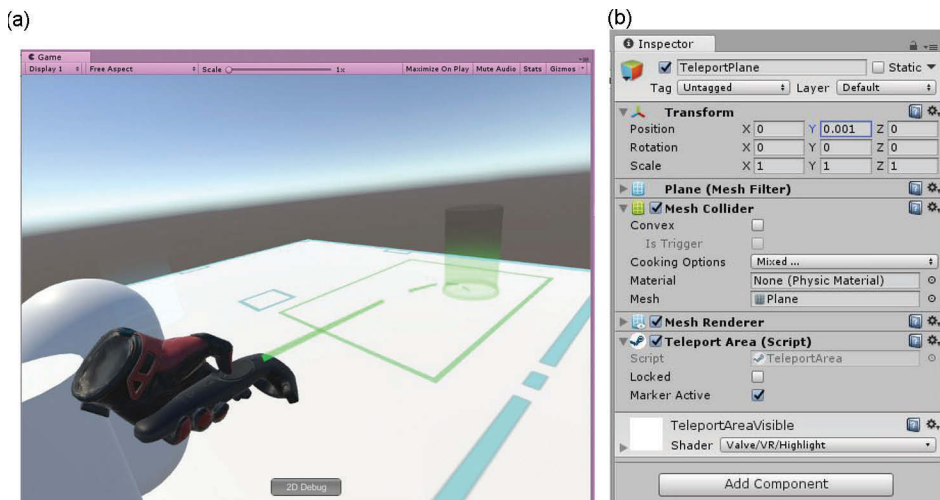 (a)
Game
Display 1 Free Aspect Scale 1x Maximize On Play Mute Audio Stats Gizmos
2D Debug
(b)
Inspector
TeleportPlane Static
Tag Untagged Layer Default
Transform
Position X 0 Y 0.001 Z 0
Rotation X 0 Y 0 Z 0
Scale X 1 Y 1 Z 1
Plane (Mesh Filter)
Mesh Collider
Convex
Is Trigger
Cooking Options Mixed ...
Material None (Physic Material)
Mesh Plane
Mesh Renderer
Teleport Area (Script)
Script TeleportArea
Locked
Marker Active
TeleportAreaVisible
Shader Valve/VR/Highlight
Add Component